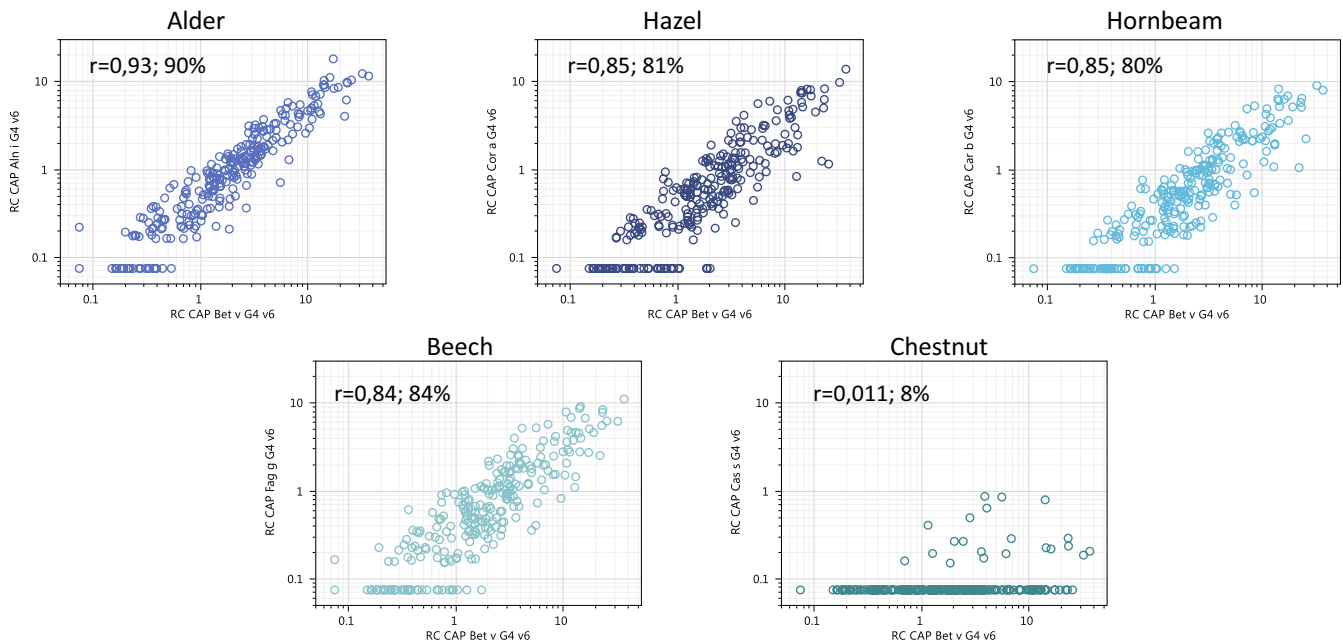 Alder
r=0,93; 90%
RC CAP Aln i G4 v6
10
1
0.1
0.1
1
10
RC CAP Bet v G4 v6
Hazel
r=0,85; 81%
RC CAP Cor a G4 v6
10
1
0.1
0.1
1
10
RC CAP Bet v G4 v6
Hornbeam
r=0,85; 80%
RC CAP Car b G4 v6
10
1
0.1
0.1
1
10
RC CAP Bet v G4 v6
Beech
r=0,84; 84%
RC CAP Fag g G4 v6
10
1
0.1
0.1
1
10
RC CAP Bet v G4 v6
Chestnut
r=0,011; 8%
RC CAP Cas s G4 v6
10
1
0.1
0.1
1
10
RC CAP Bet v G4 v6